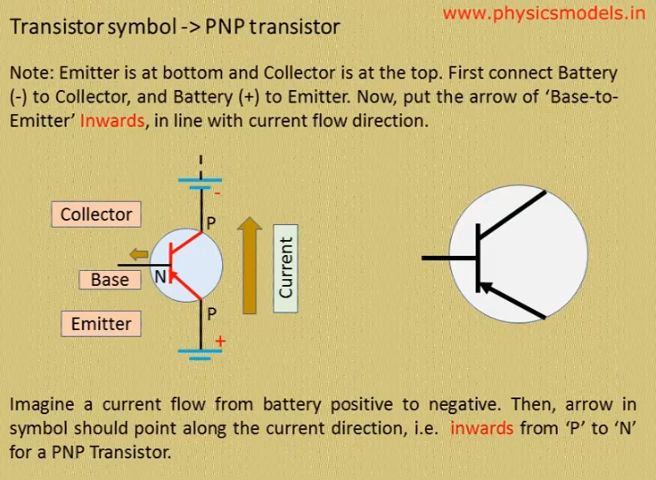 www.physicsmodels.in
Transistor symbol -> PNP transistor
Note: Emitter is at bottom and Collector is at the top. First connect Battery
(-) to Collector, and Battery (+) to Emitter. Now, put the arrow of ‘Base-to-
Emitter’ Inwards, in line with current flow direction.
-
Collector
P
Current
N
Base
P
Emitter
+
Imagine a current flow from battery positive to negative. Then, arrow in
symbol should point along the current direction, i.e. inwards from ‘P’ to ‘N’
for a PNP Transistor.